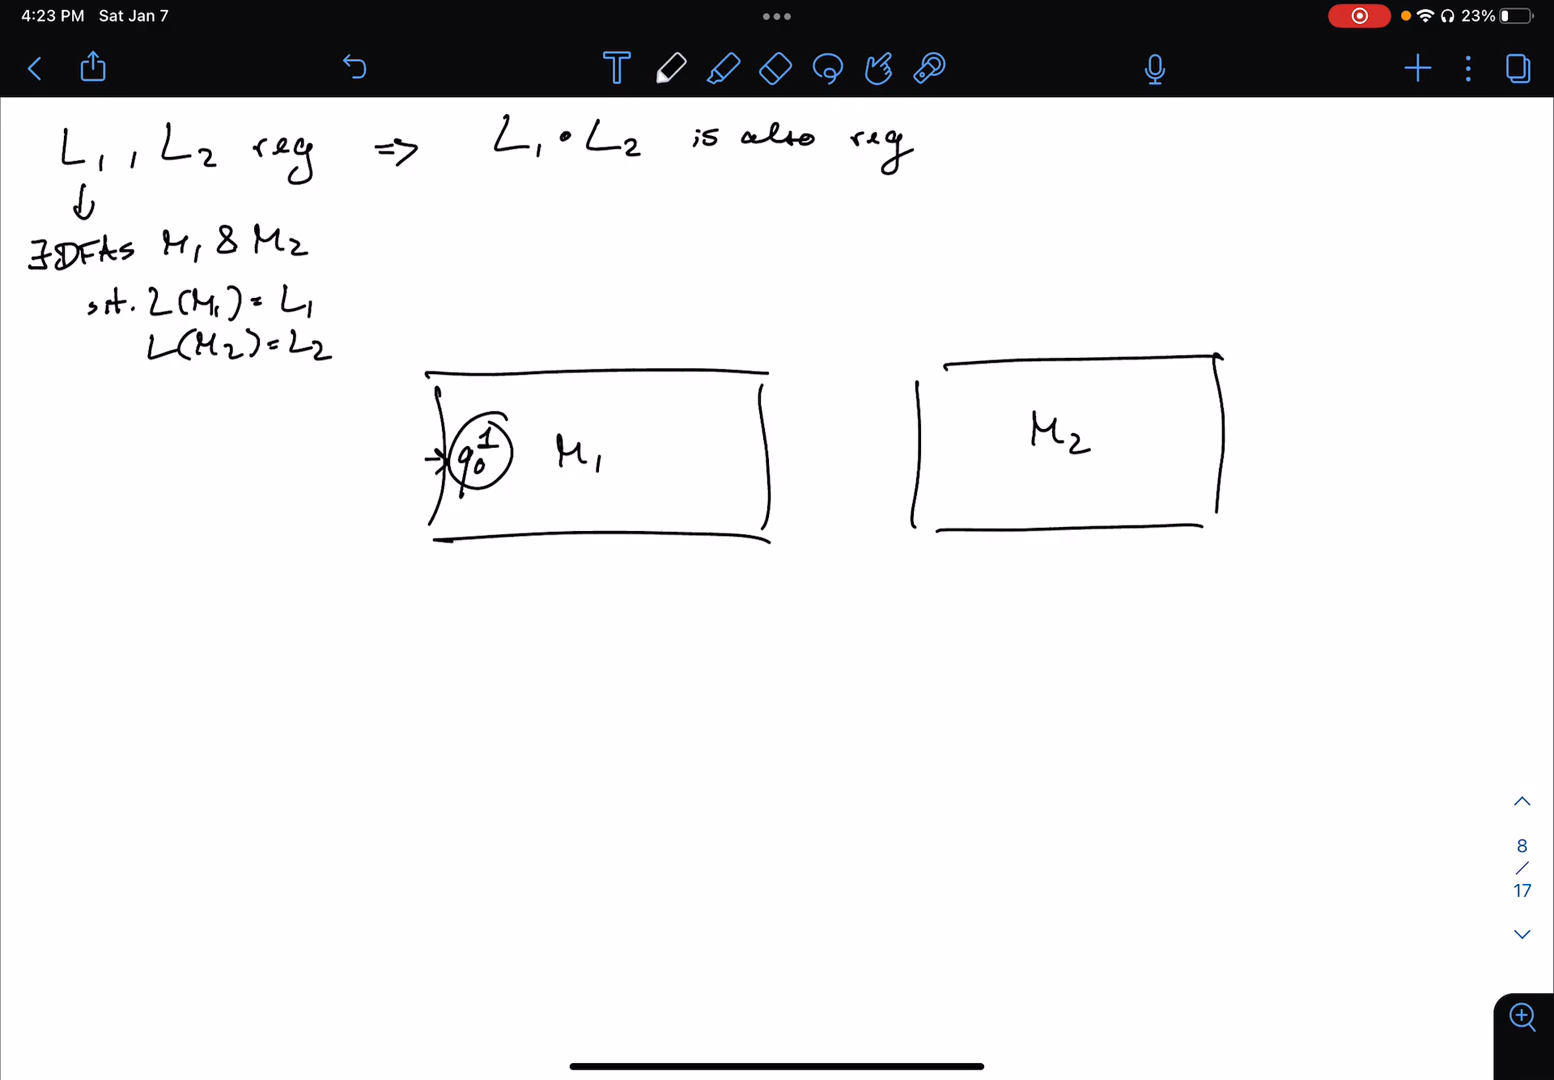 4:23 PM Sat Jan 7
23%
L₁, L₂ reg ⇒ L₁ ∘ L₂ is also reg
↓
∃ DFAs M₁ & M₂
s.t. L(M₁) = L₁
L(M₂) = L₂
→ q₀¹ M₁
M₂
8
/
17